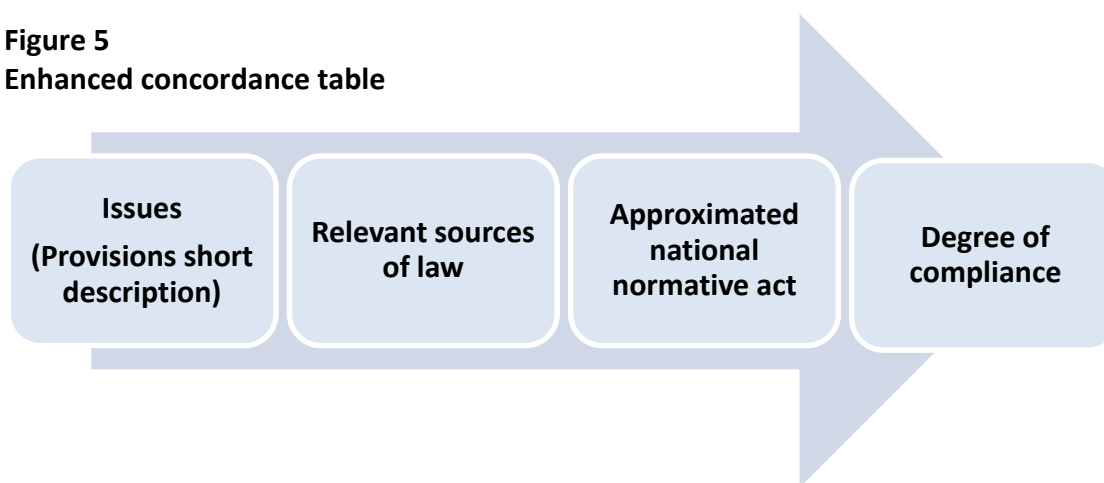 Figure 5
Enhanced concordance table
Issues
(Provisions short
description)
Relevant sources
of law
Approximated
national
normative act
Degree of
compliance